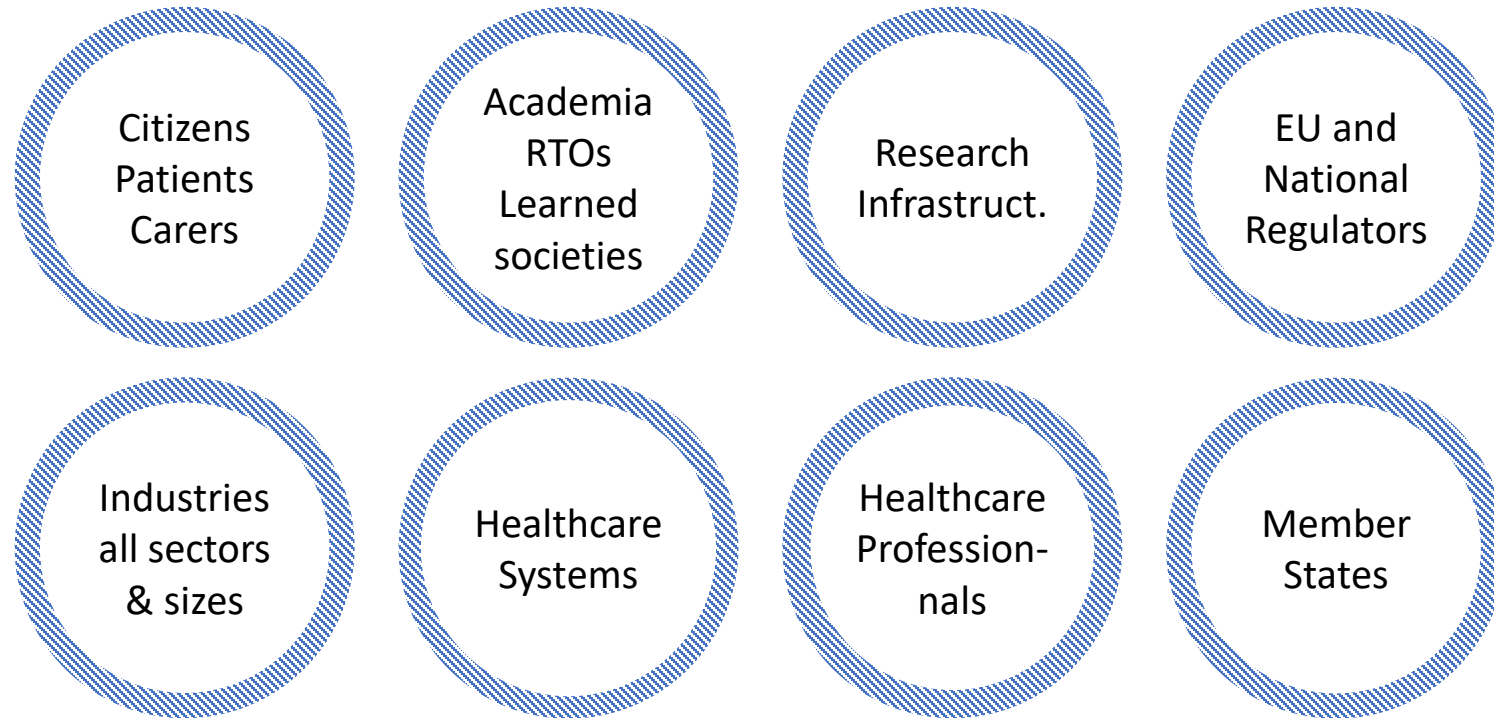 Citizens
Patients
Carers
Academia
RTOs
Learned
societies
Research
Infrastruct.
EU and
National
Regulators
Industries
all sectors
& sizes
Healthcare
Systems
Healthcare
Profession-
nals
Member
States